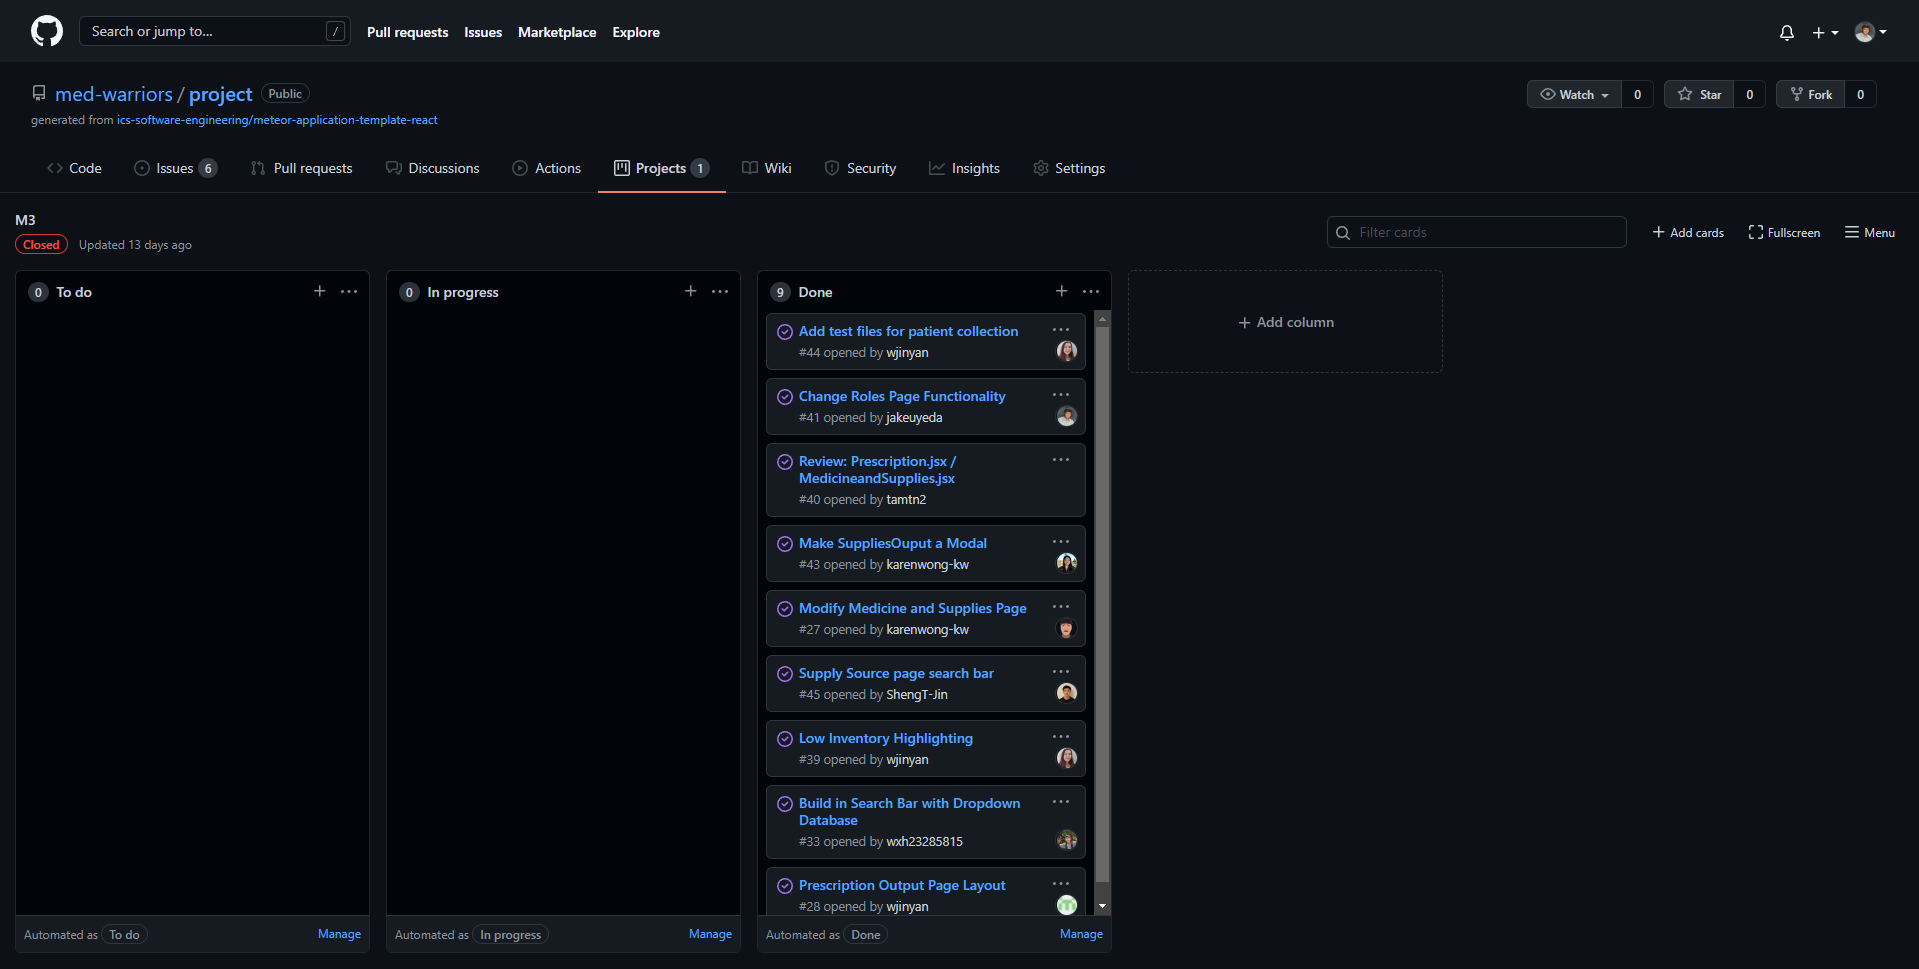 Search or jump to... /
Pull requests
Issues
Marketplace
Explore
med-warriors / project Public
generated from ics-software-engineering/meteor-application-template-react
Watch 0
Star 0
Fork 0
Code
Issues 6
Pull requests
Discussions
Actions
Projects 1
Wiki
Security
Insights
Settings
M3
Closed Updated 13 days ago
Filter cards
Add cards
Fullscreen
Menu
0 To do
Automated as To do Manage
0 In progress
Automated as In progress Manage
9 Done
Add test files for patient collection
#44 opened by wjinyan
Change Roles Page Functionality
#41 opened by jakeuyeda
Review: Prescription.jsx /
MedicineandSupplies.jsx
#40 opened by tamtn2
Make SuppliesOuput a Modal
#43 opened by karenwong-kw
Modify Medicine and Supplies Page
#27 opened by karenwong-kw
Supply Source page search bar
#45 opened by ShengT-Jin
Low Inventory Highlighting
#39 opened by wjinyan
Build in Search Bar with Dropdown
Database
#33 opened by wxh23285815
Prescription Output Page Layout
#28 opened by wjinyan
Automated as Done Manage
Add column